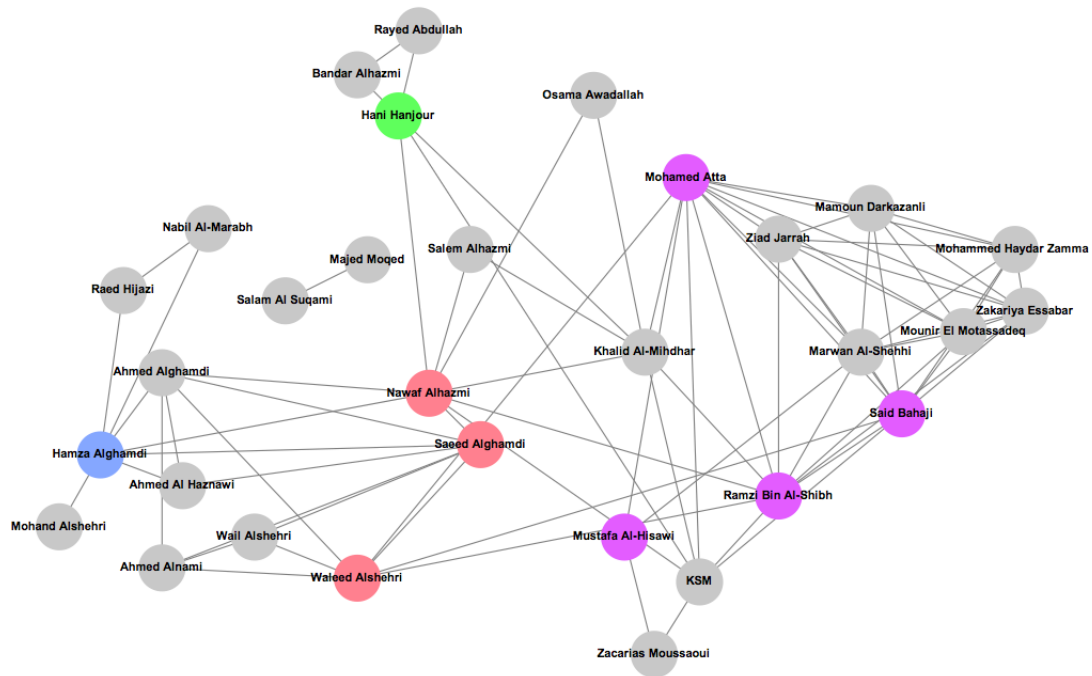 Rayed Abdullah
Bandar Alhazmi
Osama Awadallah
Hani Hanjour
Mohamed Atta
Mamoun Darkazanli
Nabil Al-Marabh
Ziad Jarrah
Mohammed Haydar Zamma
Salem Alhazmi
Majed Moqed
Raed Hijazi
Salam Al Suqami
Zakariya Essabar
Mounir El Motassadeq
Khalid Al-Mihdhar
Marwan Al-Shehhi
Ahmed Alghamdi
Nawaf Alhazmi
Said Bahaji
Saeed Alghamdi
Hamza Alghamdi
Ahmed Al Haznawi
Ramzi Bin Al-Shibh
Mohand Alshehri
Wail Alshehri
Mustafa Al-Hisawi
Ahmed Alnami
Waleed Alshehri
KSM
Zacarias Moussaoui